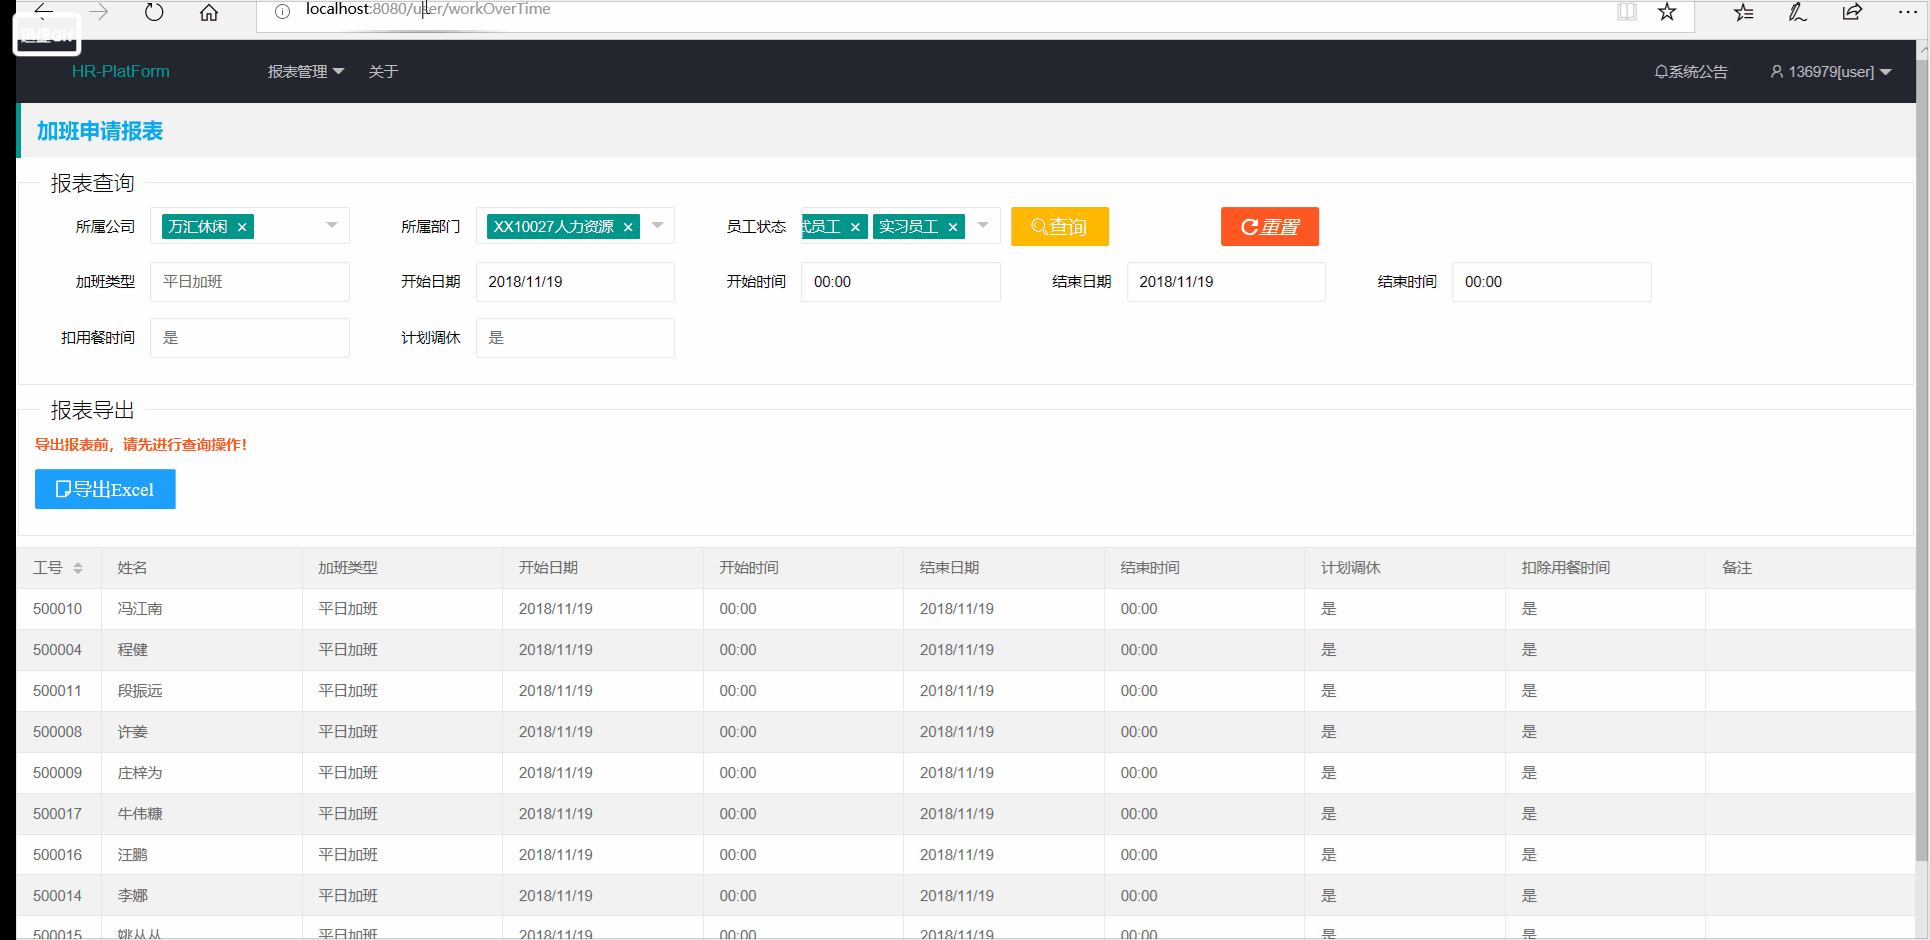 localhost:8080/user/workOverTime
HR-PlatForm 报表管理 关于 系统公告 136979[user]
加班申请报表
报表查询
所属公司 万汇休闲 × 所属部门 XX10027人力资源 × 员工状态 式员工 × 实习员工 × 查询 重置
加班类型 平日加班 开始日期 2018/11/19 开始时间 00:00 结束日期 2018/11/19 结束时间 00:00
扣用餐时间 是 计划调休 是
报表导出
导出报表前，请先进行查询操作！
导出Excel
工号 姓名 加班类型 开始日期 开始时间 结束日期 结束时间 计划调休 扣除用餐时间 备注
500010 冯江南 平日加班 2018/11/19 00:00 2018/11/19 00:00 是 是
500004 程健 平日加班 2018/11/19 00:00 2018/11/19 00:00 是 是
500011 段振远 平日加班 2018/11/19 00:00 2018/11/19 00:00 是 是
500008 许姜 平日加班 2018/11/19 00:00 2018/11/19 00:00 是 是
500009 庄梓为 平日加班 2018/11/19 00:00 2018/11/19 00:00 是 是
500017 牛伟糠 平日加班 2018/11/19 00:00 2018/11/19 00:00 是 是
500016 汪鹏 平日加班 2018/11/19 00:00 2018/11/19 00:00 是 是
500014 李娜 平日加班 2018/11/19 00:00 2018/11/19 00:00 是 是
500015 姚丛丛 平日加班 2018/11/19 00:00 2018/11/19 00:00 是 是